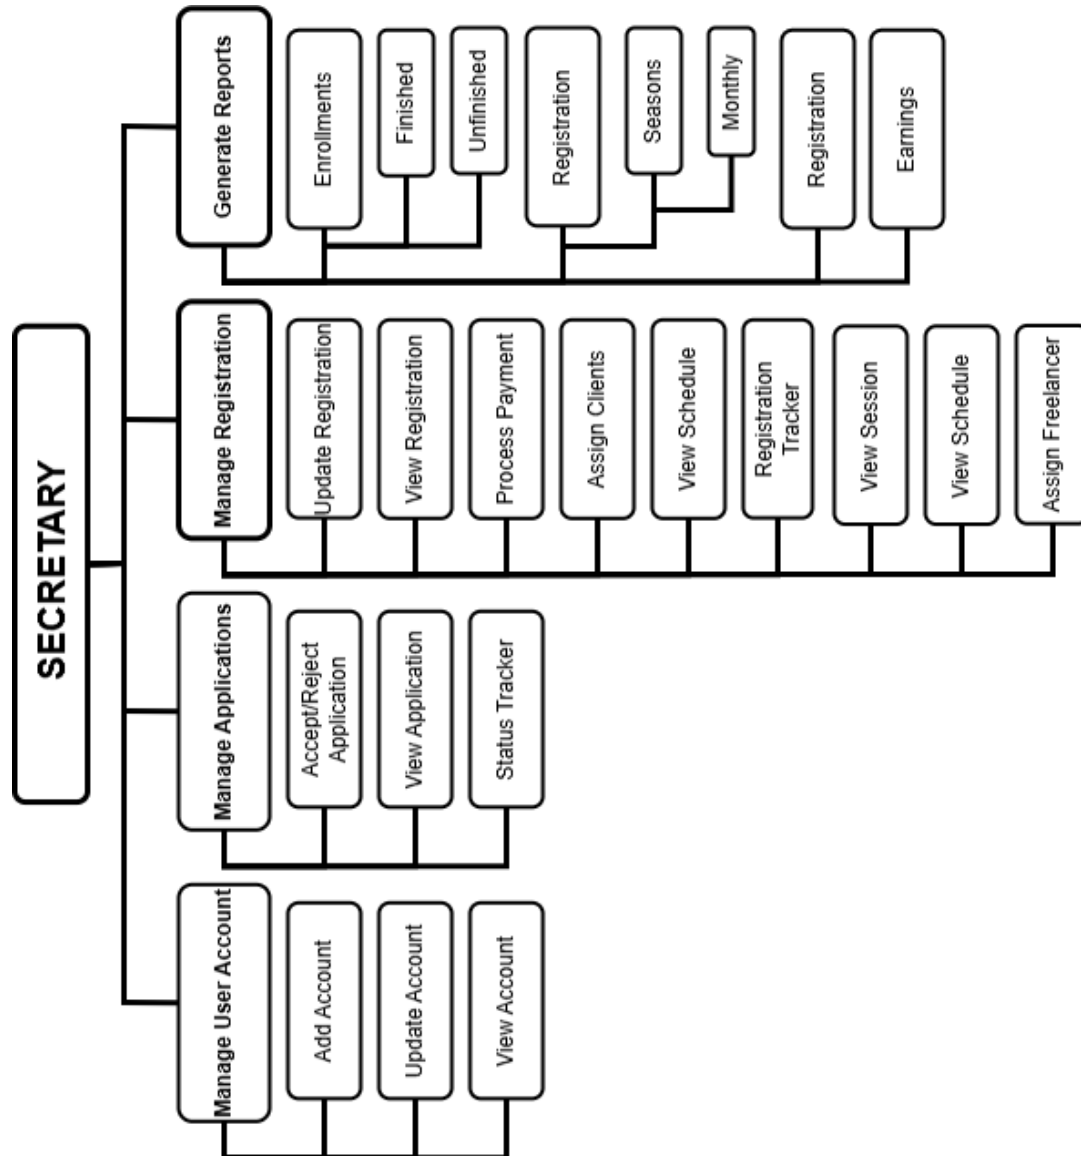 SECRETARY
Manage User Account
Add Account
Update Account
View Account
Manage Applications
Accept/Reject
Application
View Application
Status Tracker
Manage Registration
Update Registration
View Registration
Process Payment
Assign Clients
View Schedule
Registration
Tracker
View Session
View Schedule
Assign Freelancer
Generate Reports
Enrollments
Finished
Unfinished
Registration
Seasons
Monthly
Registration
Earnings